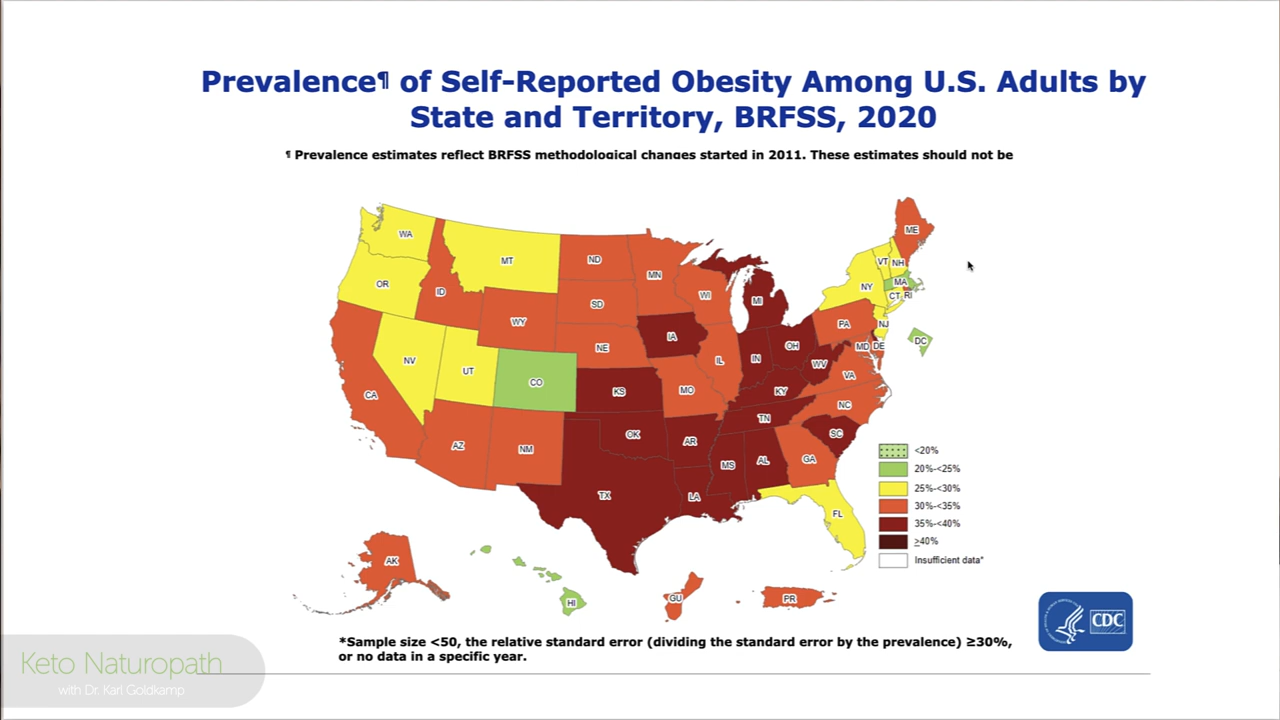 Prevalence¶ of Self-Reported Obesity Among U.S. Adults by
State and Territory, BRFSS, 2020
¶ Prevalence estimates reflect BRFSS methodological changes started in 2011. These estimates should not be
WA
MT
ND
MN
ME
VT
NH
OR
ID
SD
WI
MI
NY
MA
CT
RI
WY
IA
PA
NJ
NV
UT
CO
NE
IL
IN
OH
MD
DE
DC
WV
VA
CA
KS
MO
KY
NC
TN
AZ
NM
OK
AR
SC
MS
AL
GA
TX
LA
FL
<20%
20%-<25%
25%-<30%
30%-<35%
35%-<40%
≥40%
Insufficient data*
AK
HI
GU
PR
CDC
*Sample size <50, the relative standard error (dividing the standard error by the prevalence) ≥30%,
or no data in a specific year.
Keto Naturopath
with Dr. Karl Goldkamp